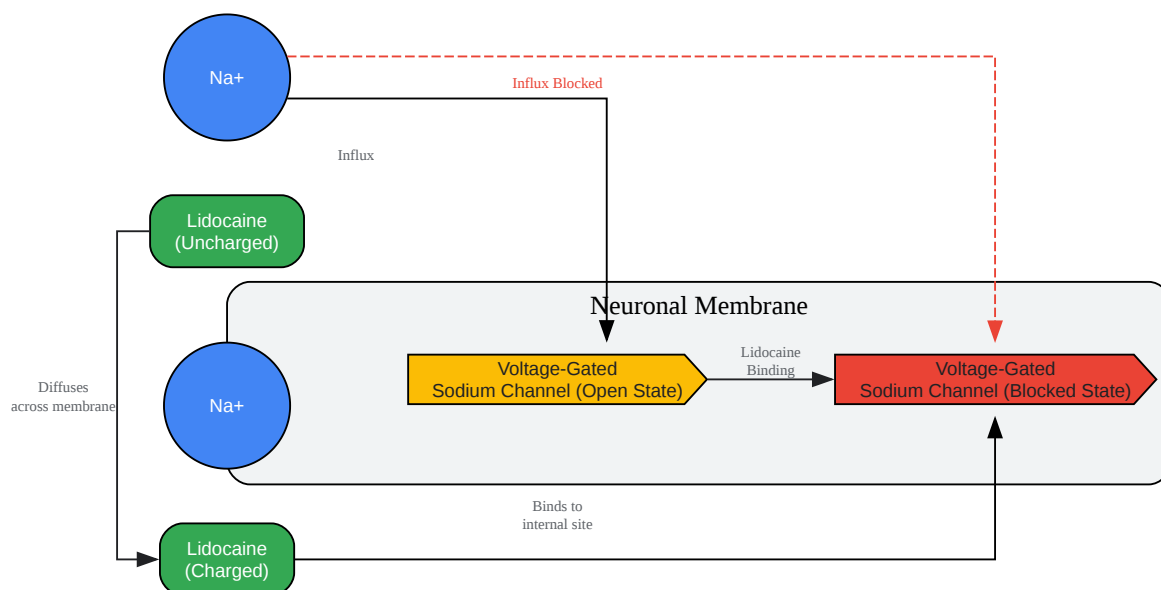 Na+
Influx Blocked
Influx
Lidocaine
(Uncharged)
Neuronal Membrane
Lidocaine
Binding
Voltage-Gated
Sodium Channel (Open State)
Voltage-Gated
Sodium Channel (Blocked State)
Diffuses
across membrane
Na+
Binds to
internal site
Lidocaine
(Charged)